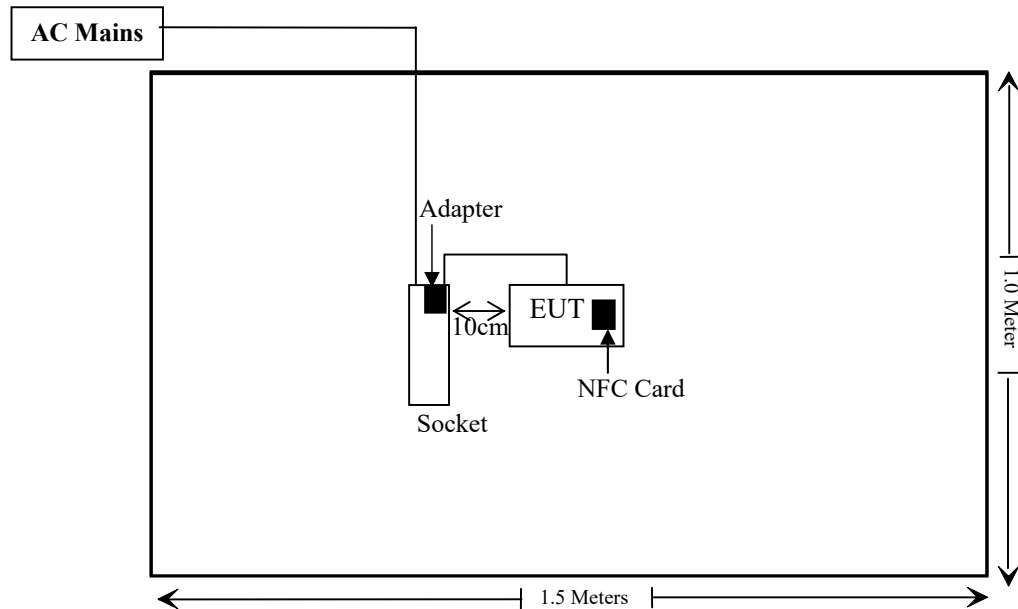 AC Mains
Adapter
EUT
10cm
NFC Card
Socket
1.0 Meter
1.5 Meters